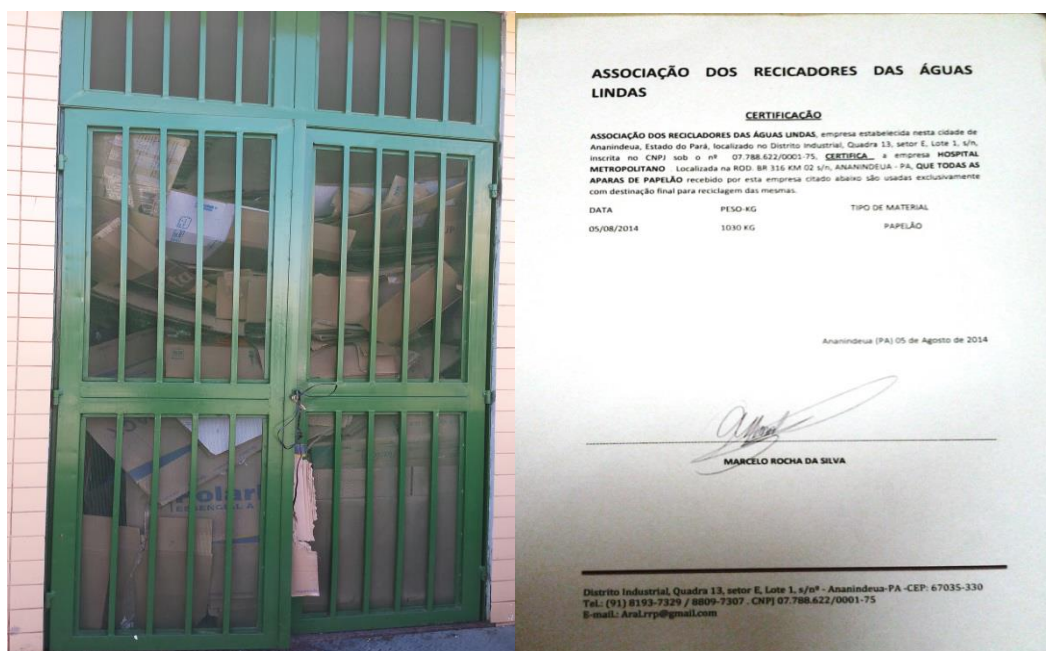 Polar
ESSENCIAL A
ASSOCIAÇÃO DOS RECICADORES DAS ÁGUAS
LINDAS
CERTIFICAÇÃO
ASSOCIAÇÃO DOS RECICLADORES DAS ÁGUAS LINDAS, empresa estabelecida nesta cidade de
Ananindeua, Estado do Pará, localizado no Distrito Industrial, Quadra 13, setor E, Lote 1, s/n,
inscrita no CNPJ sob o nº 07.788.622/0001-75, CERTIFICA a empresa HOSPITAL
METROPOLITANO . Localizada na ROD. BR 316 KM 02 s/n, ANANINDEUA - PA, QUE TODAS AS
APARAS DE PAPELÃO recebido por esta empresa citado abaixo são usadas exclusivamente
com destinação final para reciclagem das mesmas.
DATA PESO-KG TIPO DE MATERIAL
05/08/2014 1030 KG PAPELÃO
Ananindeua (PA) 05 de Agosto de 2014
MARCELO ROCHA DA SILVA
Distrito Industrial, Quadra 13, setor E, Lote 1, s/nº - Ananindeua-PA -CEP: 67035-330
Tel.: (91) 8193-7329 / 8809-7307 . CNPJ 07.788.622/0001-75
E-mail.: Aral.rrp@gmail.com